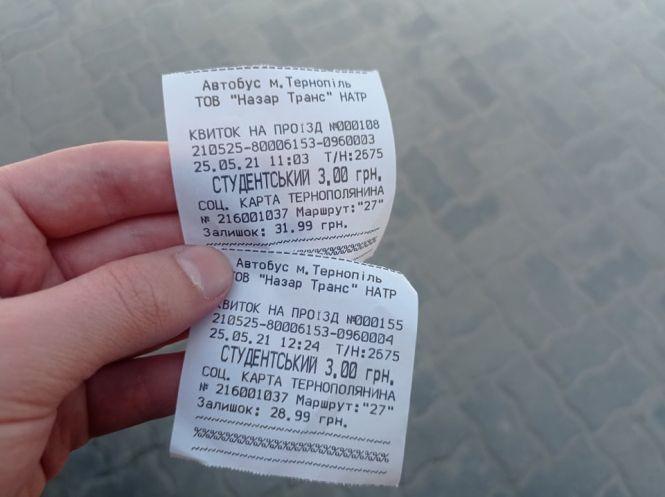 Автобус м.Тернопіль
ТОВ "Назар Транс" НАТР
КВИТОК НА ПРОЇЗД №000108
210525-80006153-0960003
25.05.21 11:03 Т/Н:2675
СТУДЕНТСЬКИЙ 3.00 грн.
СОЦ. КАРТА ТЕРНОПОЛЯНИНА
№ 216001037 Маршрут:"27"
Залишок: 31.99 грн.
Автобус м.Тернопіль
ТОВ "Назар Транс" НАТР
КВИТОК НА ПРОЇЗД №000155
210525-80006153-0960004
25.05.21 12:24 Т/Н:2675
СТУДЕНТСЬКИЙ 3.00 грн.
СОЦ. КАРТА ТЕРНОПОЛЯНИНА
№ 216001037 Маршрут:"27"
Залишок: 28.99 грн.